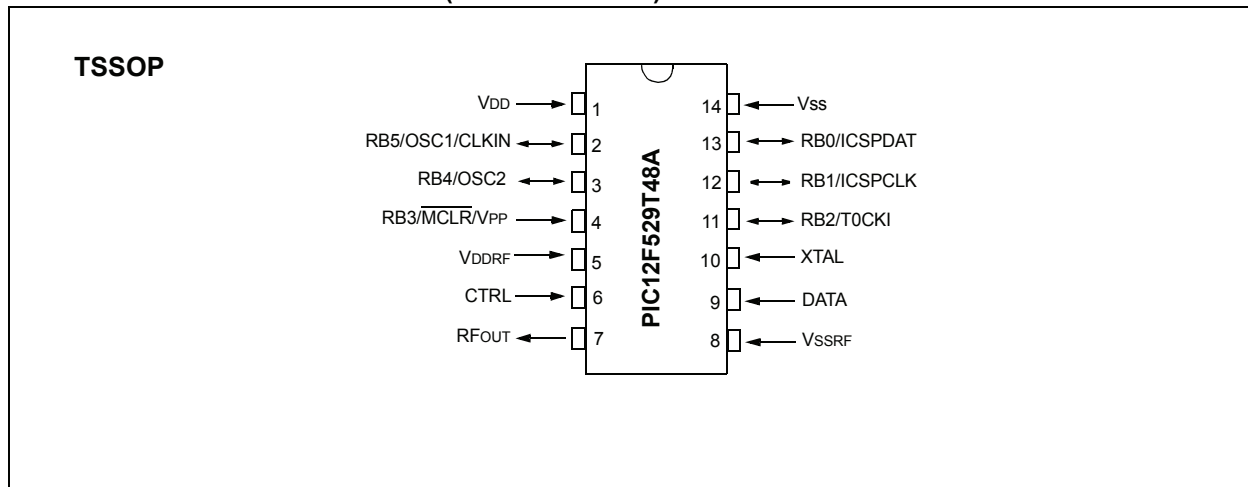 TSSOP
VDD 1 14 VSS
RB5/OSC1/CLKIN 2 13 RB0/ICSPDAT
RB4/OSC2 3 12 RB1/ICSPCLK
RB3/MCLR/VPP 4 11 RB2/T0CKI
VDDRF 5 10 XTAL
CTRL 6 9 DATA
RFOUT 7 8 VSSRF
PIC12F529T48A